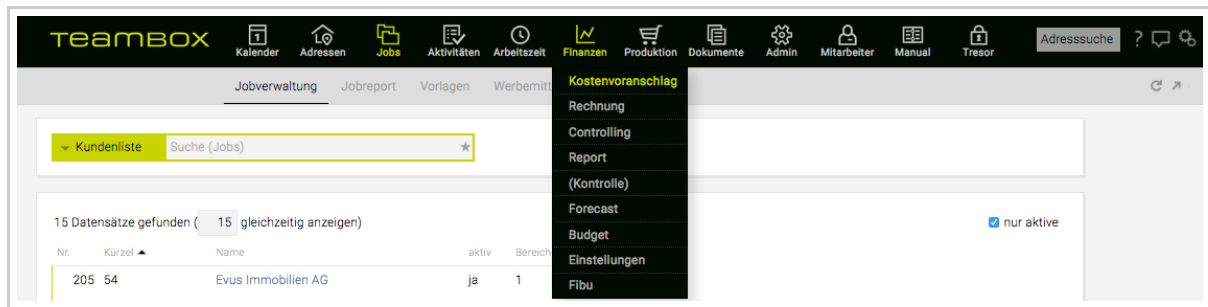 TEAMBOX
Kalender Adressen Jobs Aktivitäten Arbeitszeit Finanzen Produktion Dokumente Admin Mitarbeiter Manual Tresor Adresssuche ?
Jobverwaltung Jobreport Vorlagen Werbemitt
Kostenvoranschlag
Rechnung
Controlling
Report
(Kontrolle)
Forecast
Budget
Einstellungen
Fibu
Kundenliste Suche (Jobs)
15 Datensätze gefunden ( 15 gleichzeitig anzeigen) nur aktive
Nr. Kürzel Name aktiv Bereich
205 54 Evus Immobilien AG ja 1